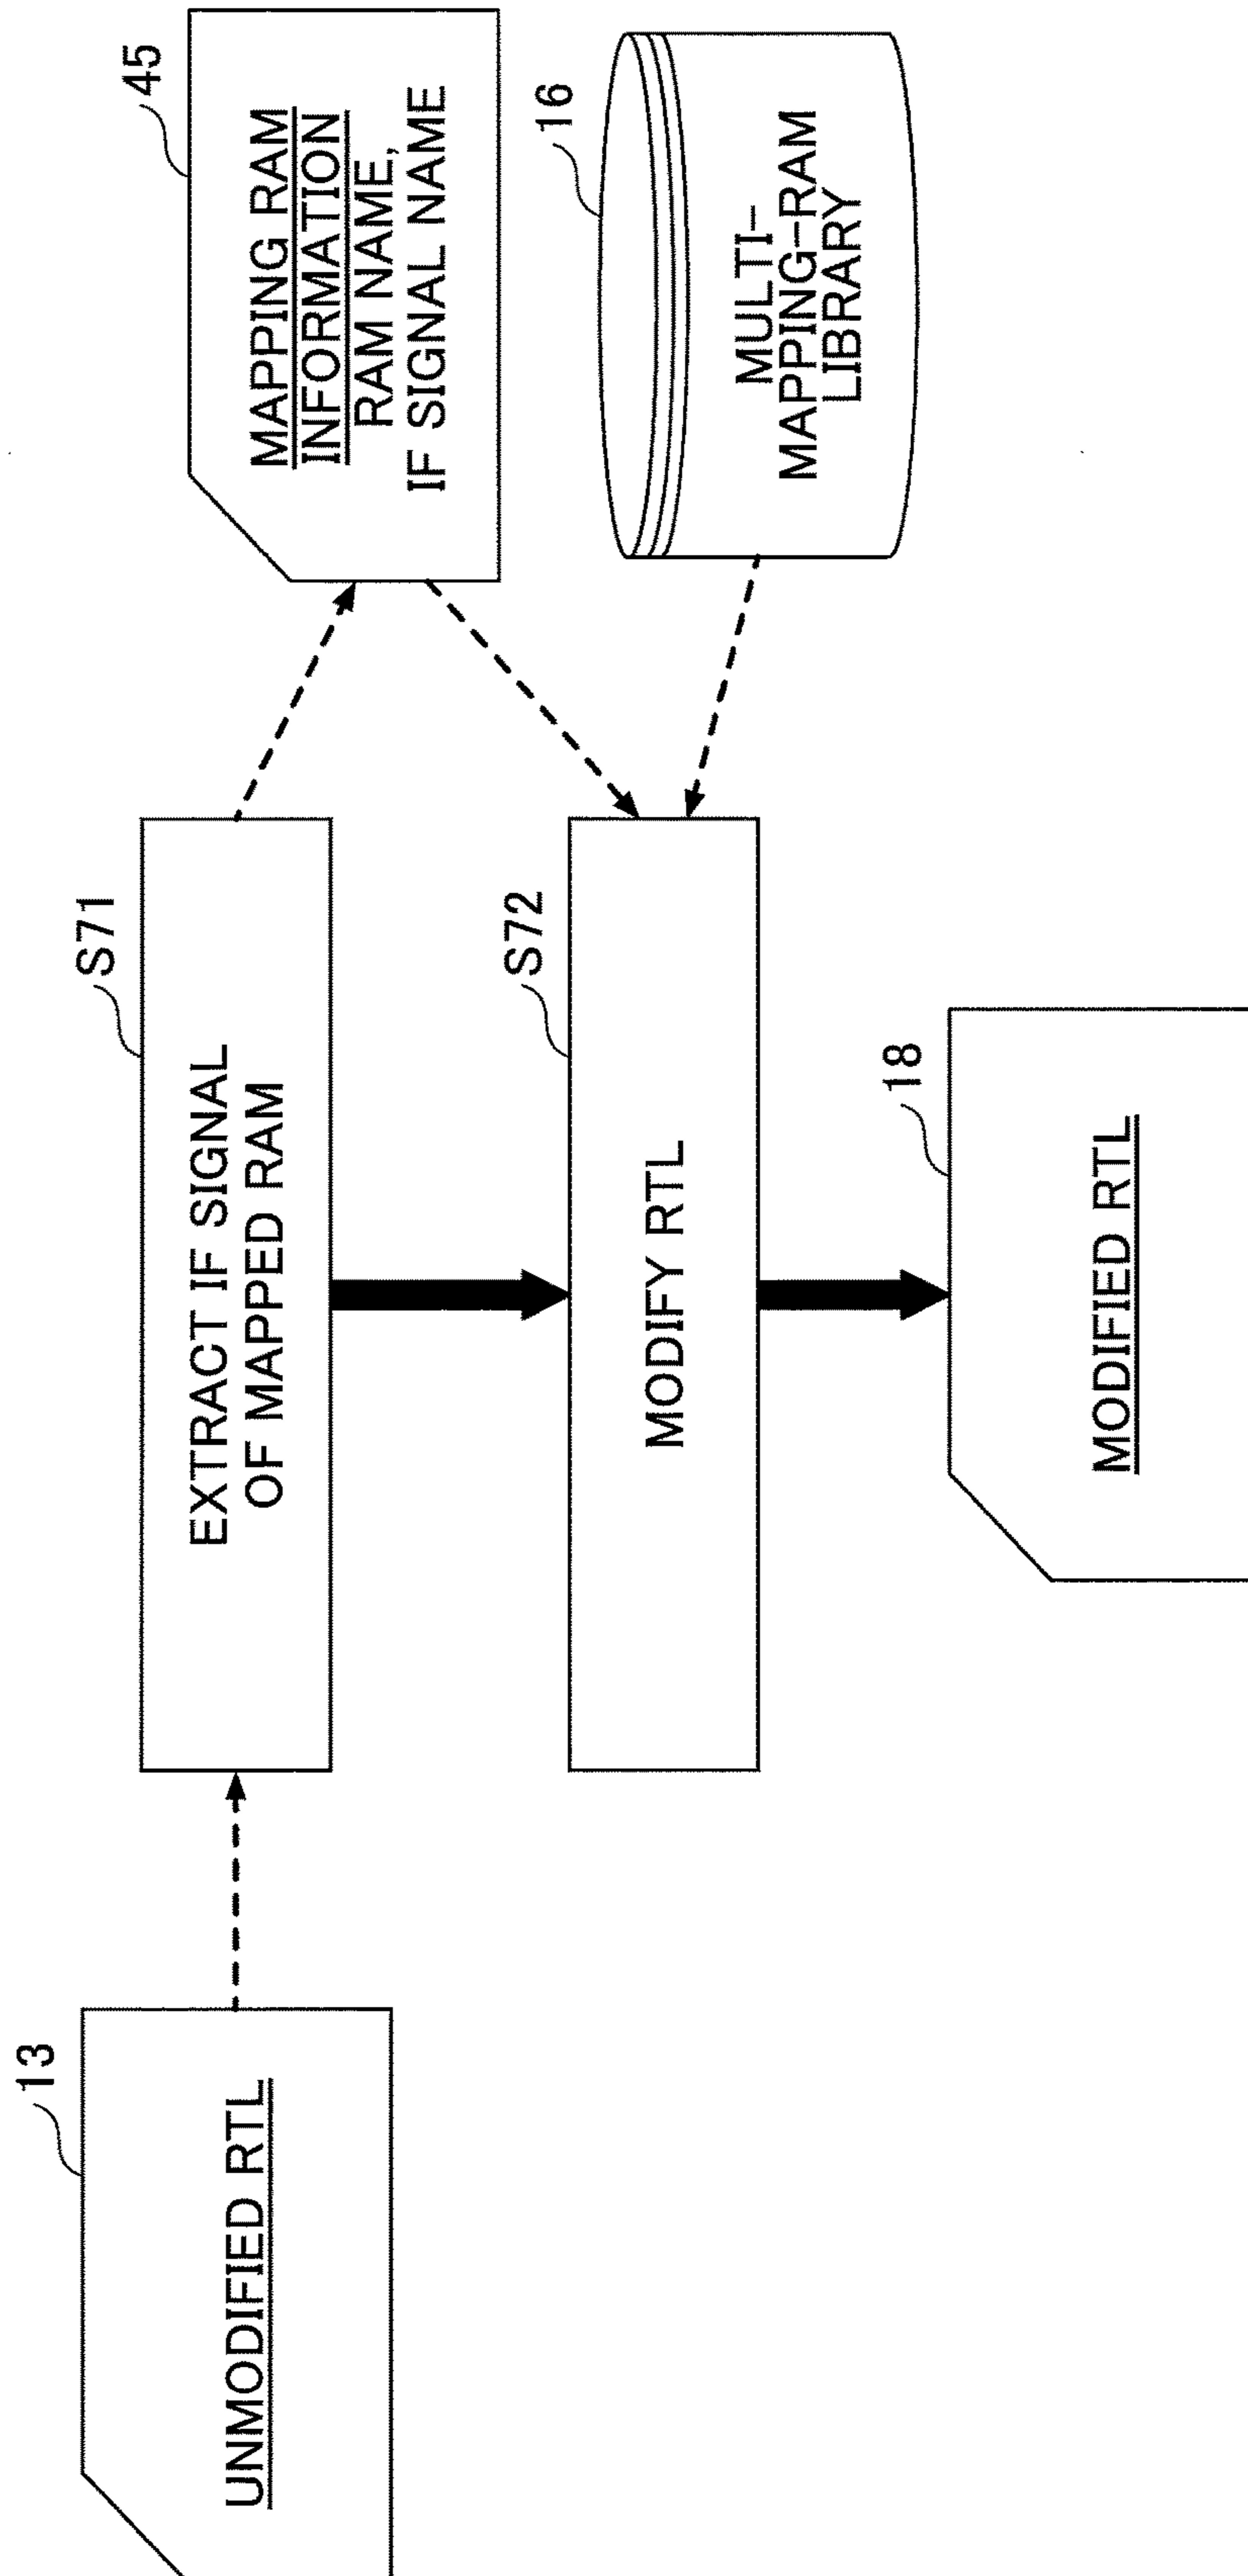 13
UNMODIFIED RTL
S71
EXTRACT IF SIGNAL
OF MAPPED RAM
45
MAPPING RAM
INFORMATION
RAM NAME,
IF SIGNAL NAME
S72
MODIFY RTL
16
MULTI-
MAPPING-RAM
LIBRARY
18
MODIFIED RTL